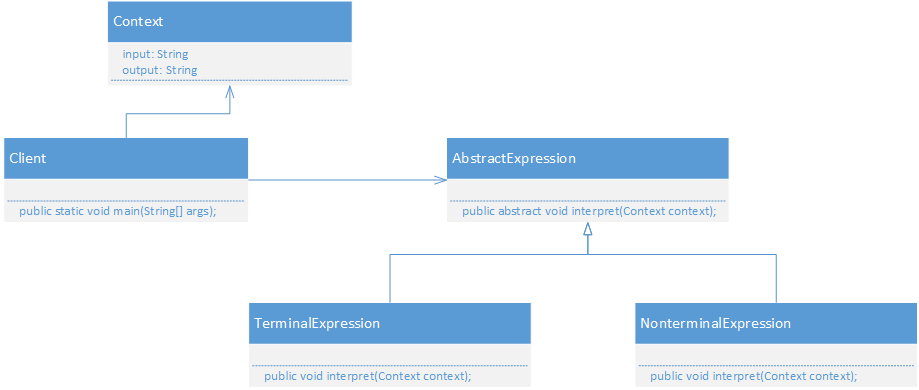 Context
input: String
output: String
Client
public static void main(String[] args);
AbstractExpression
public abstract void interpret(Context context);
TerminalExpression
public void interpret(Context context);
NonterminalExpression
public void interpret(Context context);